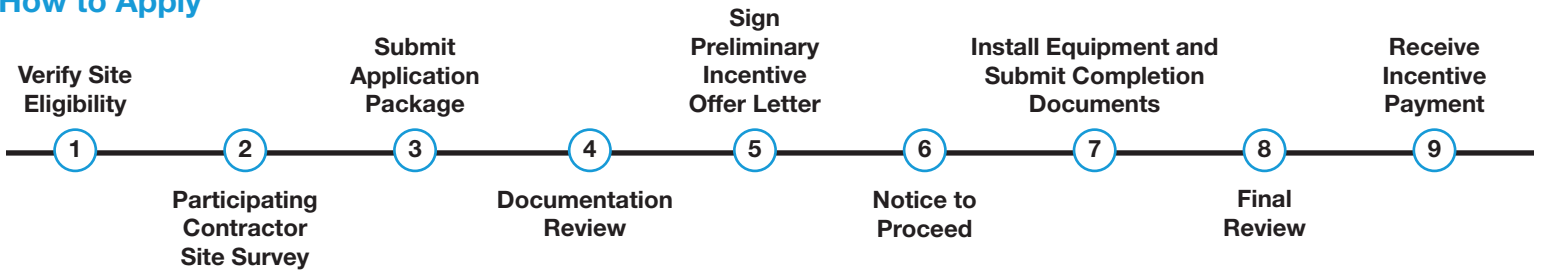 How to Apply
Verify Site
Eligibility
1
Participating
Contractor
Site Survey
2
Submit
Application
Package
3
Documentation
Review
4
Sign
Preliminary
Incentive
Offer Letter
5
Notice to
Proceed
6
Install Equipment and
Submit Completion
Documents
7
Final
Review
8
Receive
Incentive
Payment
9